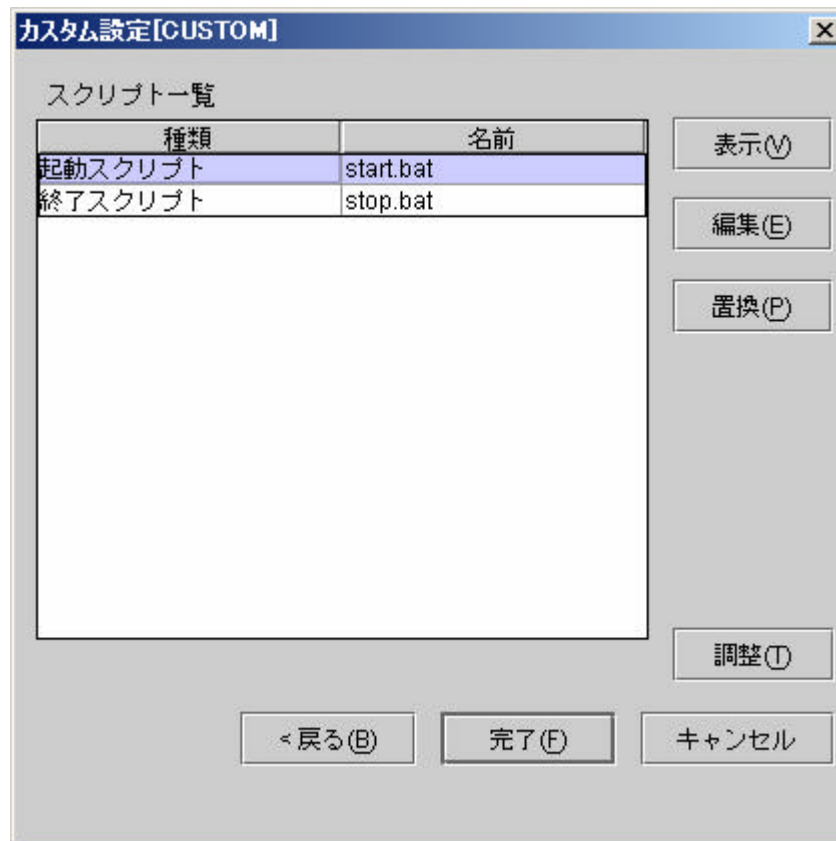 カスタム設定[CUSTOM]
スクリプト一覧
種類 名前
起動スクリプト start.bat
終了スクリプト stop.bat
表示(V)
編集(E)
置換(P)
調整(T)
<戻る(B) 完了(F) キャンセル